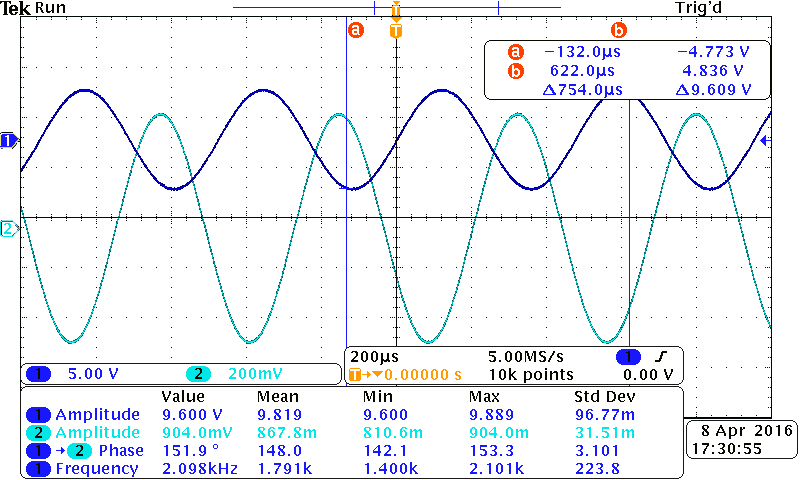 Tek Run Trig'd
T
a b T
a −132.0µs −4.773 V
b 622.0µs 4.836 V
Δ754.0µs Δ9.609 V
1
2
1 5.00 V 2 200mV
200µs 5.00MS/s 1
T→▼0.00000 s 10k points 0.00 V
Value Mean Min Max Std Dev
1 Amplitude 9.600 V 9.819 9.600 9.889 96.77m
2 Amplitude 904.0mV 867.8m 810.6m 904.0m 31.51m
1 → 2 Phase 151.9 ° 148.0 142.1 153.3 3.101
1 Frequency 2.098kHz 1.791k 1.400k 2.101k 223.8
8 Apr 2016
17:30:55